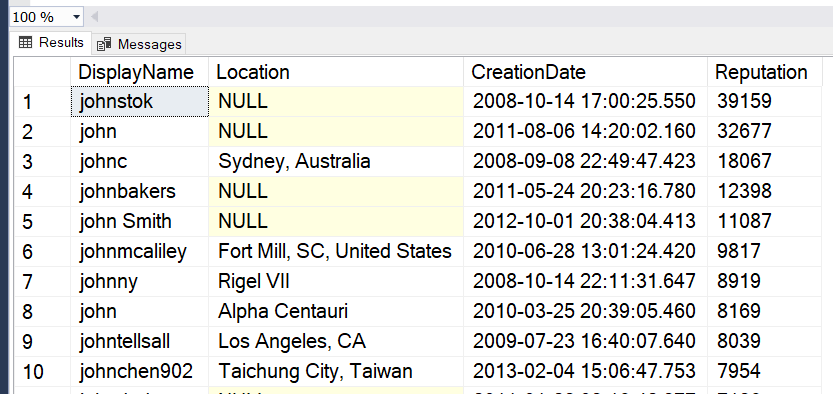 100 %
Results Messages
DisplayName Location CreationDate Reputation
1 johnstok NULL 2008-10-14 17:00:25.550 39159
2 john NULL 2011-08-06 14:20:02.160 32677
3 johnc Sydney, Australia 2008-09-08 22:49:47.423 18067
4 johnbakers NULL 2011-05-24 20:23:16.780 12398
5 john Smith NULL 2012-10-01 20:38:04.413 11087
6 johnmcaliley Fort Mill, SC, United States 2010-06-28 13:01:24.420 9817
7 johnny Rigel VII 2008-10-14 22:11:31.647 8919
8 john Alpha Centauri 2010-03-25 20:39:05.460 8169
9 johntellsall Los Angeles, CA 2009-07-23 16:40:07.640 8039
10 johnchen902 Taichung City, Taiwan 2013-02-04 15:06:47.753 7954